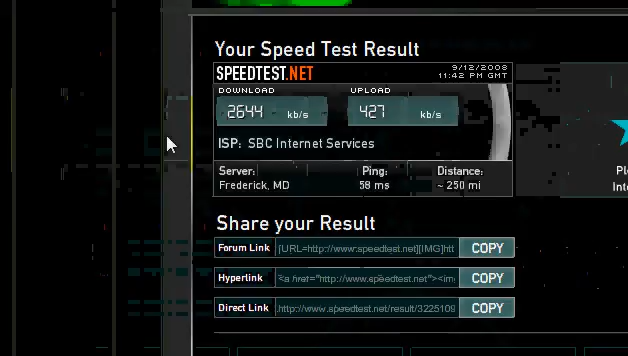 Your Speed Test Result
SPEEDTEST.NET 9/12/2008
11:42 PM GMT
DOWNLOAD UPLOAD
2644 kb/s 427 kb/s
ISP: SBC Internet Services
Server: Ping: Distance:
Frederick, MD 58 ms ~ 250 mi
Share your Result
Forum Link [URL=http://www.speedtest.net][IMG]htt COPY
Hyperlink <a href="http://www.speedtest.net"><im COPY
Direct Link http://www.speedtest.net/result/3225109 COPY